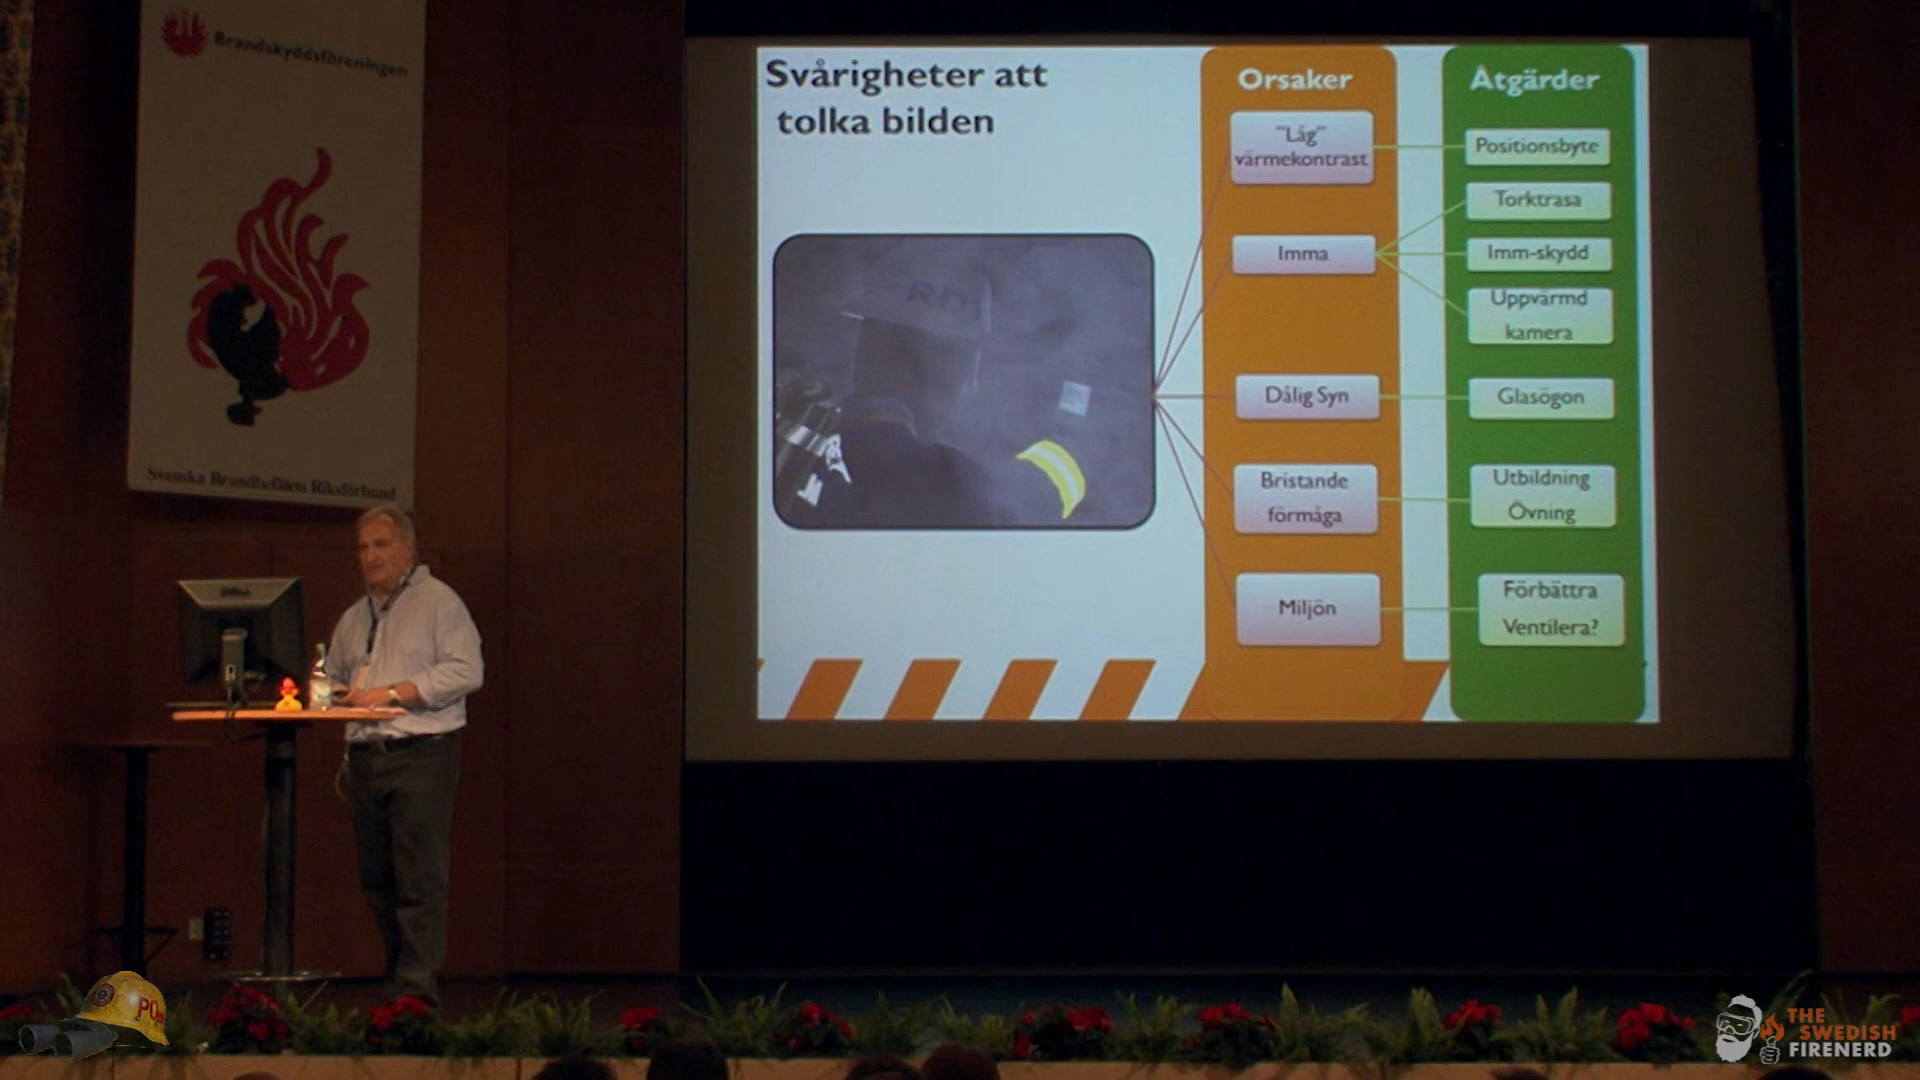 Brandskyddsföreningen
Svenska Brandbefälets Riksförbund
DELL
Svårigheter att
tolka bilden
Orsaker
"Låg"
värmekontrast
Imma
Dålig Syn
Bristande
förmåga
Miljön
Åtgärder
Positionsbyte
Torktrasa
Imm-skydd
Uppvärmd
kamera
Glasögon
Utbildning
Övning
Förbättra
Ventilera?
THE
SWEDISH
FIRENERD